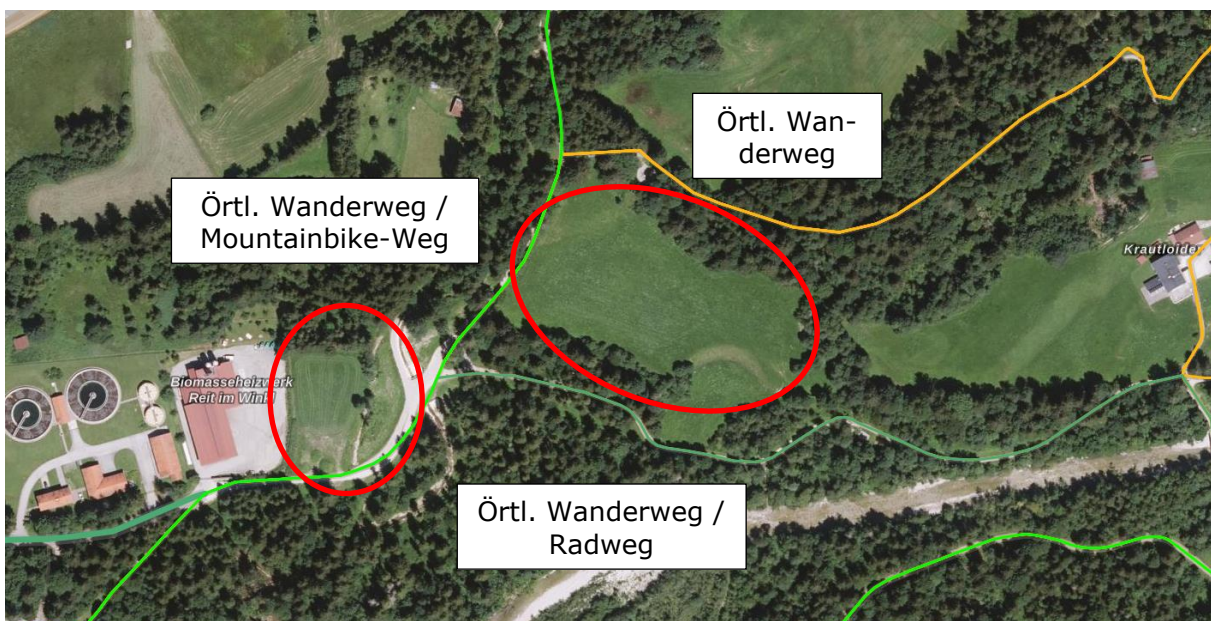 Örtl. Wan-
derweg
Örtl. Wanderweg /
Mountainbike-Weg
Krautloider
Biomasseheizwerk
Reit im Winkl
Örtl. Wanderweg /
Radweg